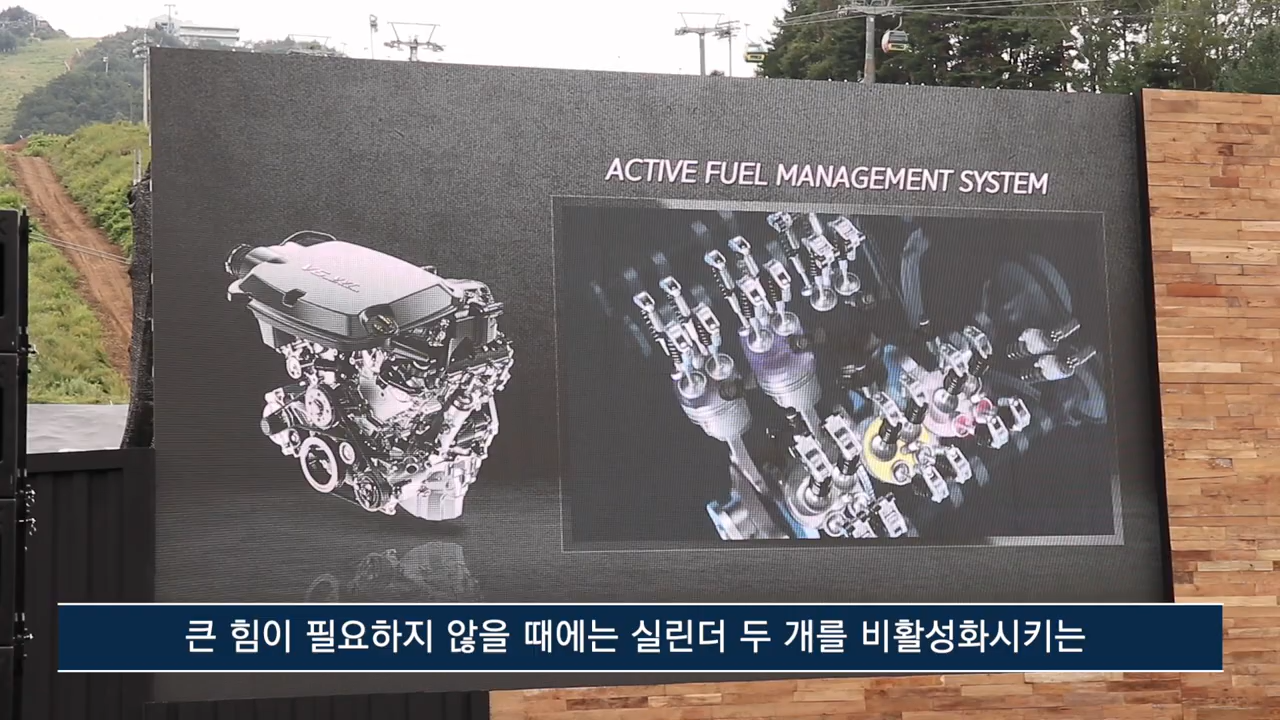 ACTIVE FUEL MANAGEMENT SYSTEM
큰 힘이 필요하지 않을 때에는 실린더 두 개를 비활성화시키는